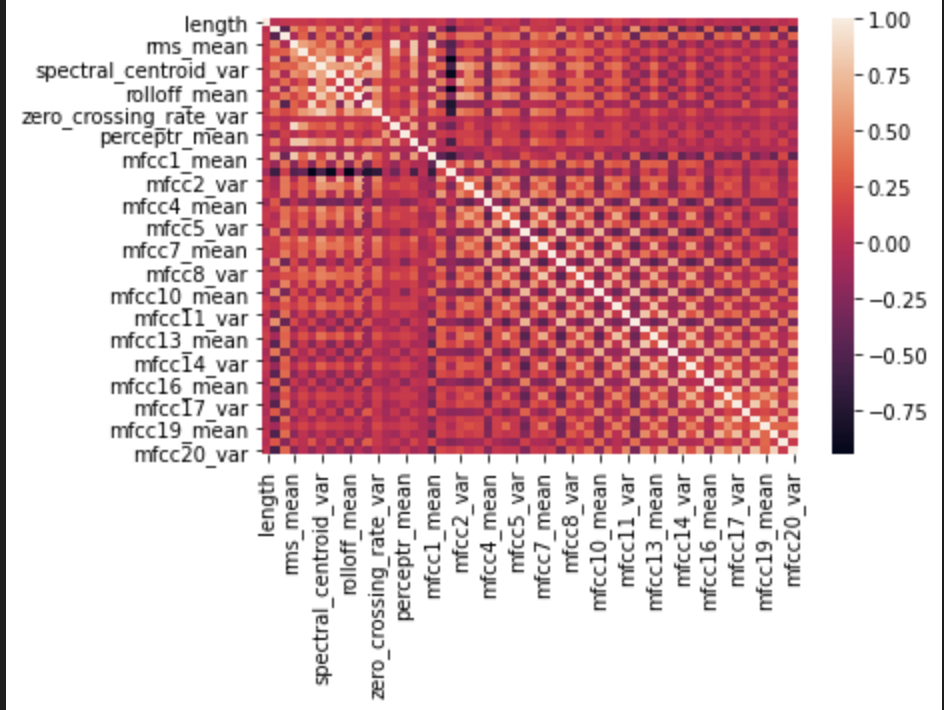 length
rms_mean
spectral_centroid_var
rolloff_mean
zero_crossing_rate_var
perceptr_mean
mfcc1_mean
mfcc2_var
mfcc4_mean
mfcc5_var
mfcc7_mean
mfcc8_var
mfcc10_mean
mfcc11_var
mfcc13_mean
mfcc14_var
mfcc16_mean
mfcc17_var
mfcc19_mean
mfcc20_var
1.00
0.75
0.50
0.25
0.00
−0.25
−0.50
−0.75
length
rms_mean
spectral_centroid_var
rolloff_mean
zero_crossing_rate_var
perceptr_mean
mfcc1_mean
mfcc2_var
mfcc4_mean
mfcc5_var
mfcc7_mean
mfcc8_var
mfcc10_mean
mfcc11_var
mfcc13_mean
mfcc14_var
mfcc16_mean
mfcc17_var
mfcc19_mean
mfcc20_var